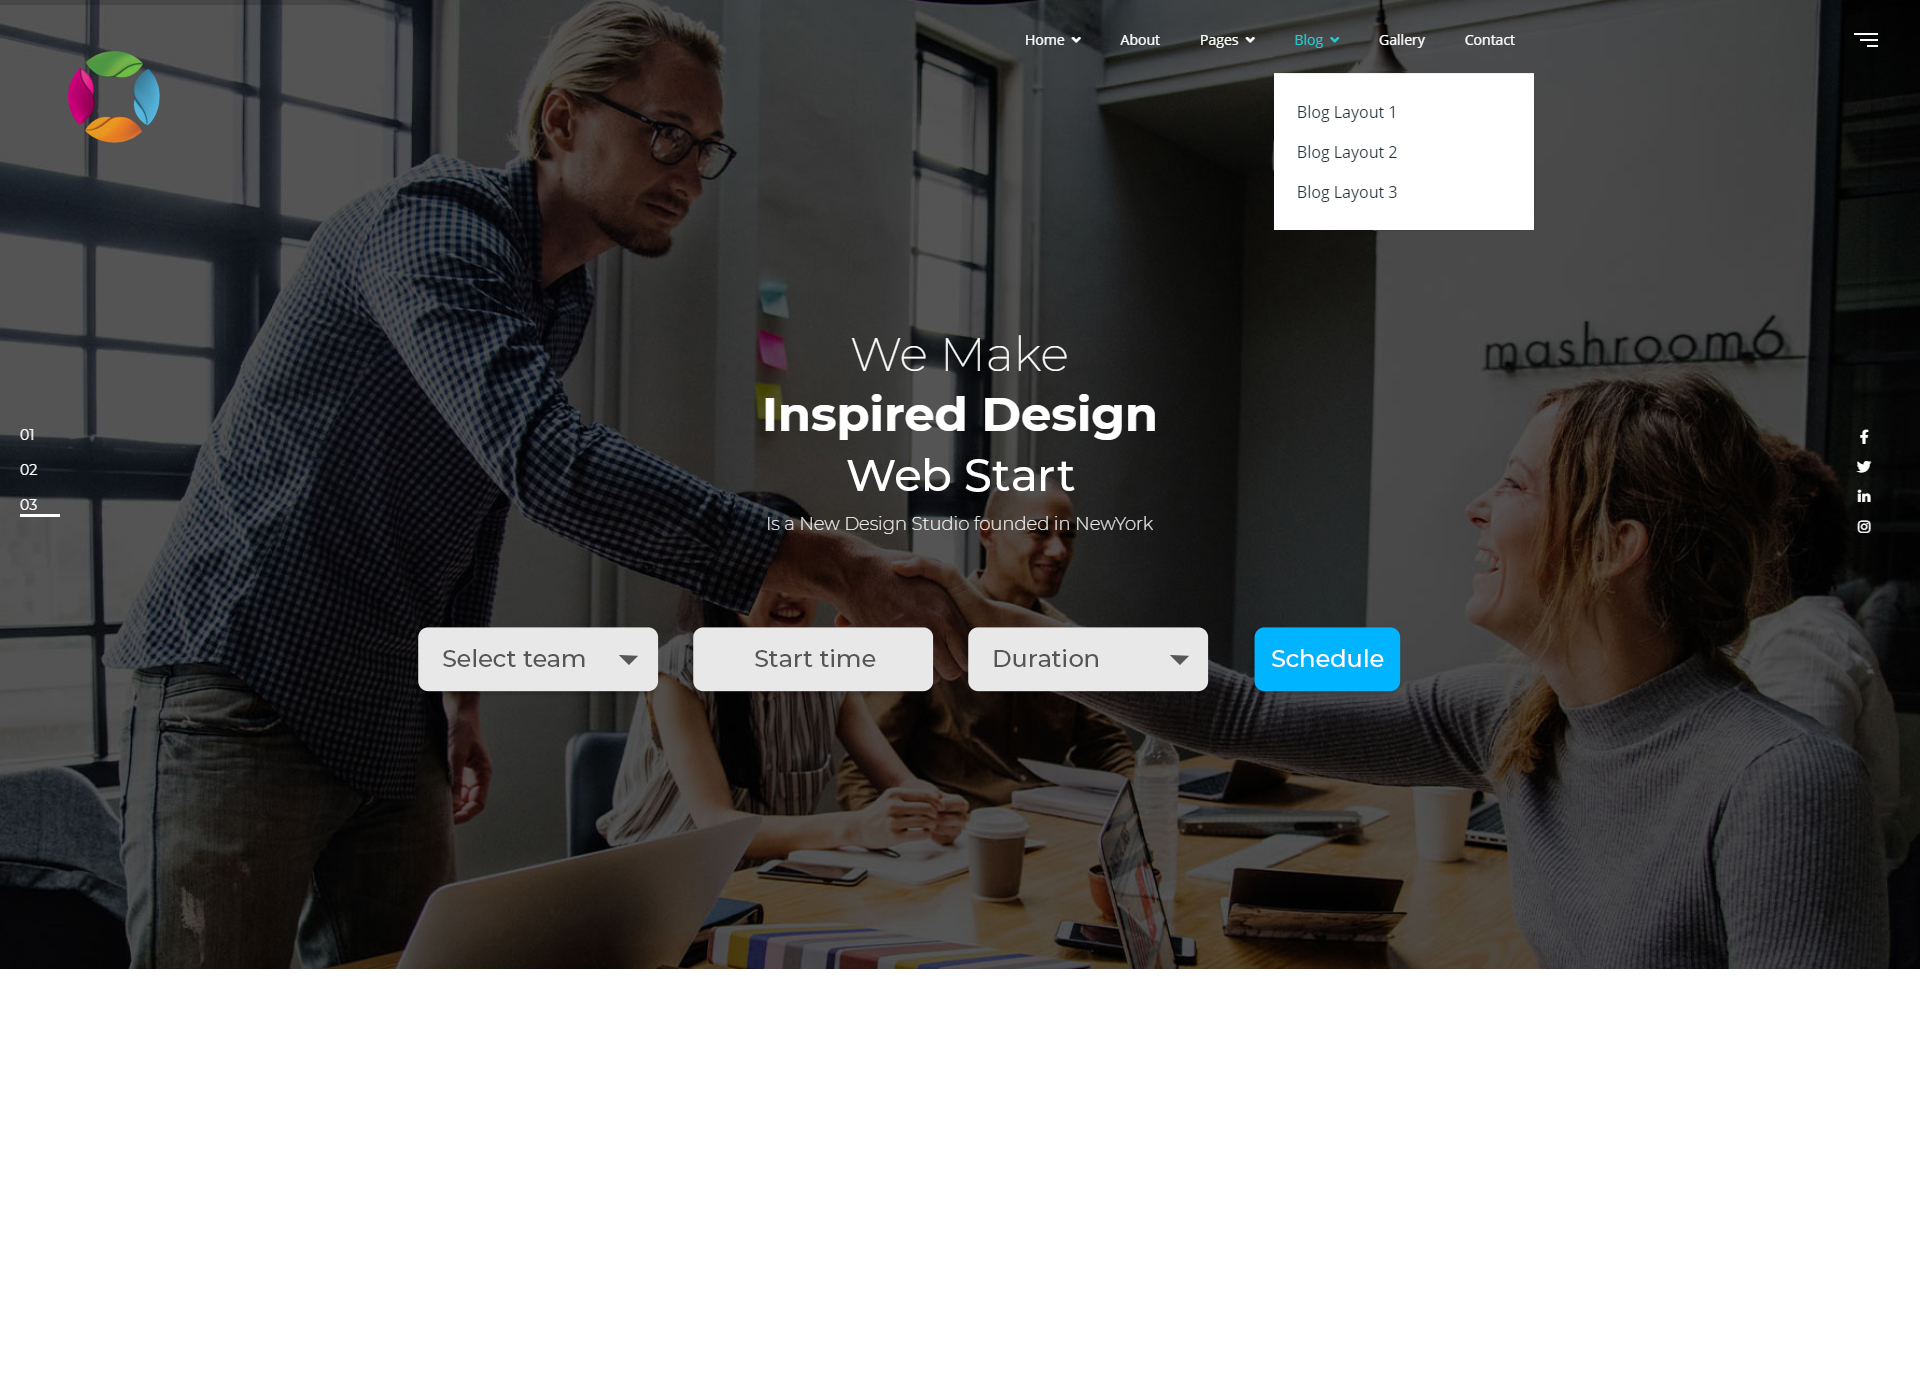 Home
About
Pages
Blog
Gallery
Contact
Blog Layout 1
Blog Layout 2
Blog Layout 3
mashroom6
We Make
Inspired Design
Web Start
Is a New Design Studio founded in NewYork
01
02
03
Select team
Start time
Duration
Schedule